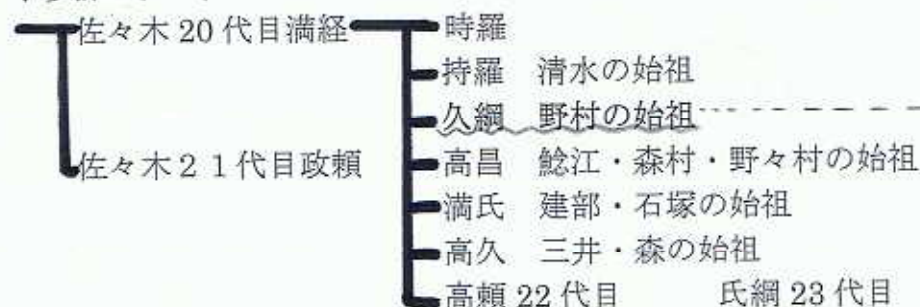 佐々木 20 代目満経 時羅
持羅 清水の始祖
久綱 野村の始祖
佐々木２１代目政頼 高昌 鯰江・森村・野々村の始祖
満氏 建部・石塚の始祖
高久 三井・森の始祖
高頼 22 代目 氏綱 23 代目